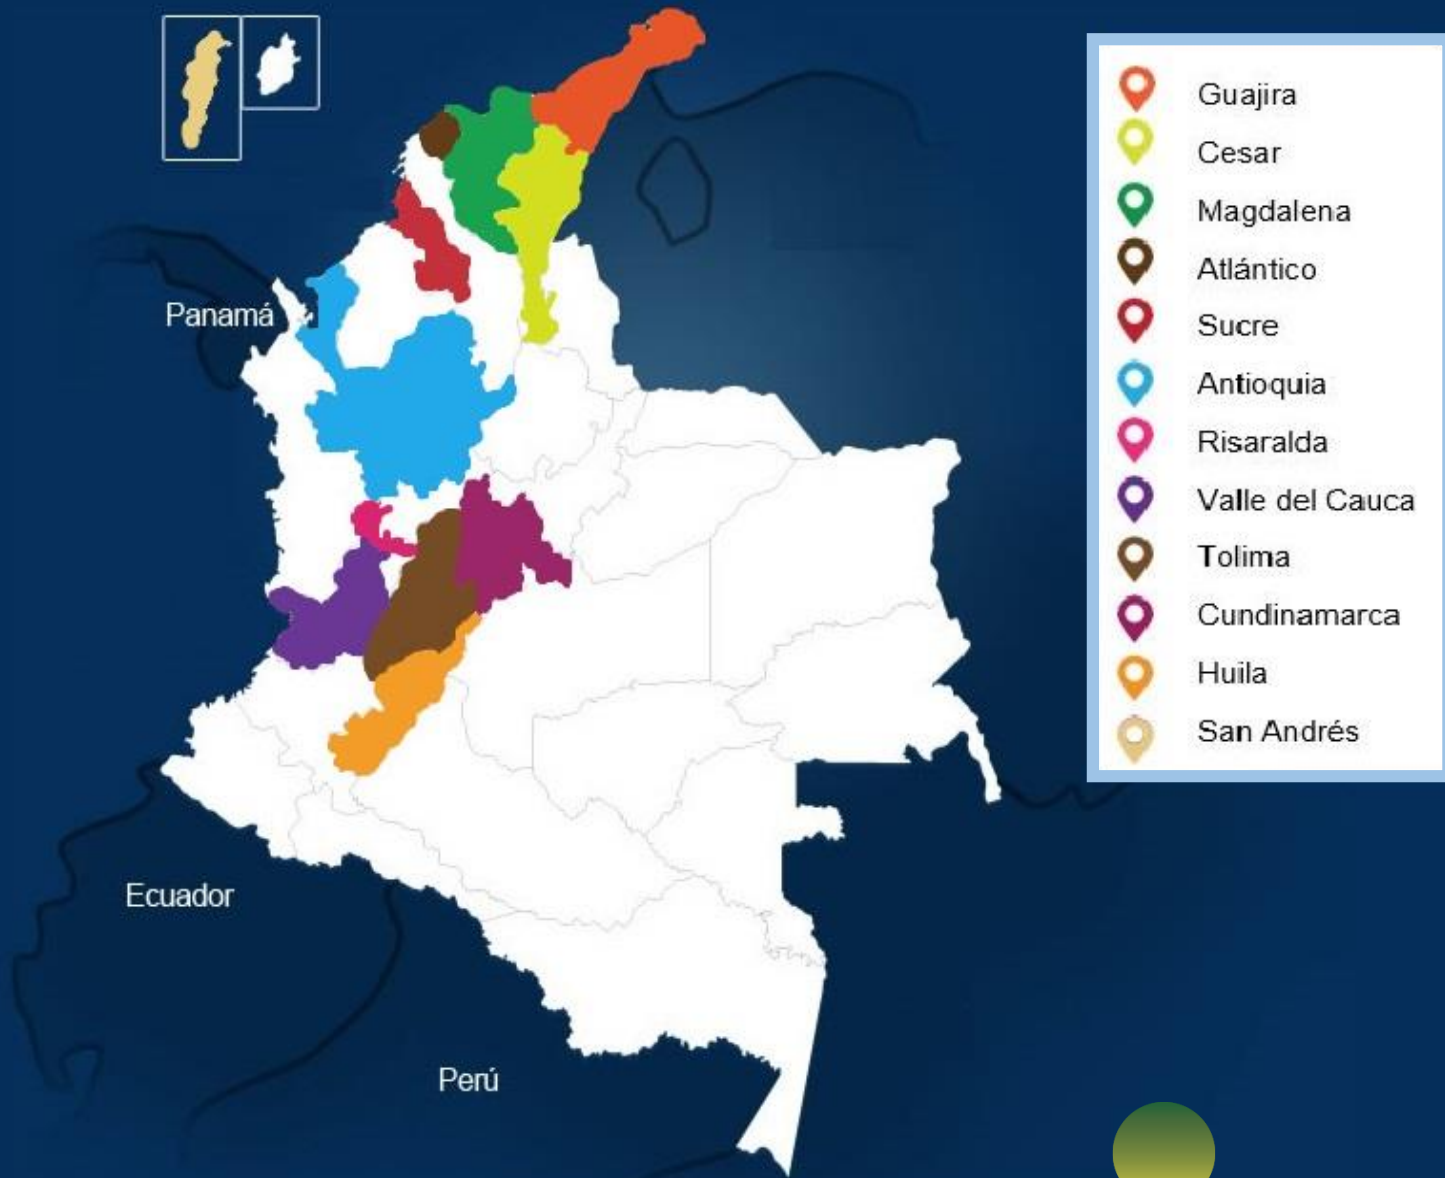 Guajira
Cesar
Magdalena
Atlántico
Sucre
Antioquia
Risaralda
Valle del Cauca
Tolima
Cundinamarca
Huila
San Andrés
Panamá
Ecuador
Perú